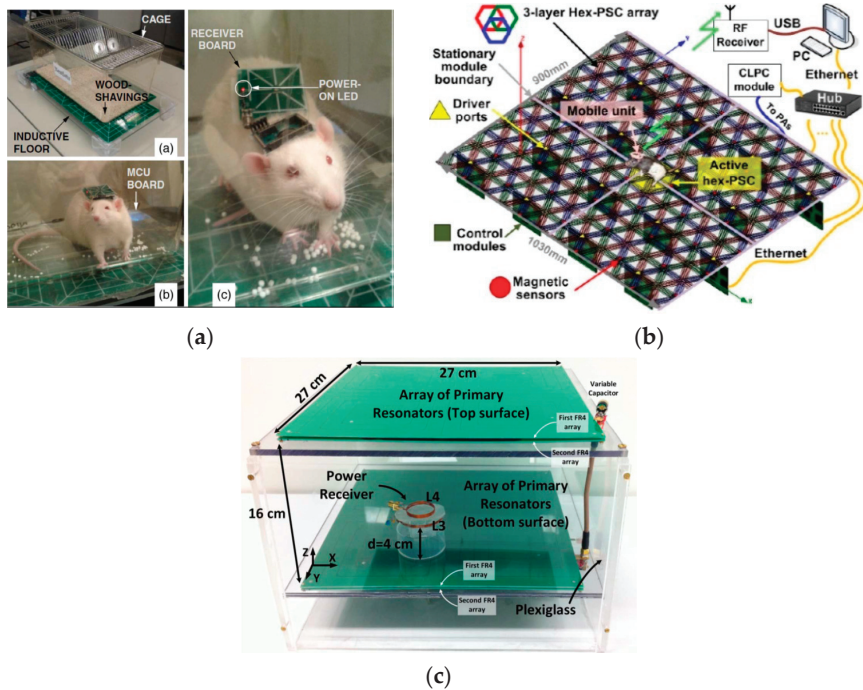 CAGE
WOOD-
SHAVINGS
INDUCTIVE
FLOOR
(a)
MCU
BOARD
(b)
RECEIVER
BOARD
POWER-
ON LED
(c)
(a)
3-layer Hex-PSC array
Stationary
module
boundary
900mm
Driver
ports
Mobile unit
Active
hex-PSC
Control
modules
1030mm
Magnetic
sensors
RF
Receiver
USB
PC
Ethernet
CLPC
module
Hub
To PAs
Ethernet
(b)
27 cm
27 cm
Array of Primary
Resonators (Top surface)
Variable
Capacitor
First FR4
array
Second FR4
array
Power
Receiver
L4
L3
Array of Primary
Resonators
(Bottom surface)
16 cm
d=4 cm
Z
X
Y
First FR4
array
Second FR4
array
Plexiglass
(c)